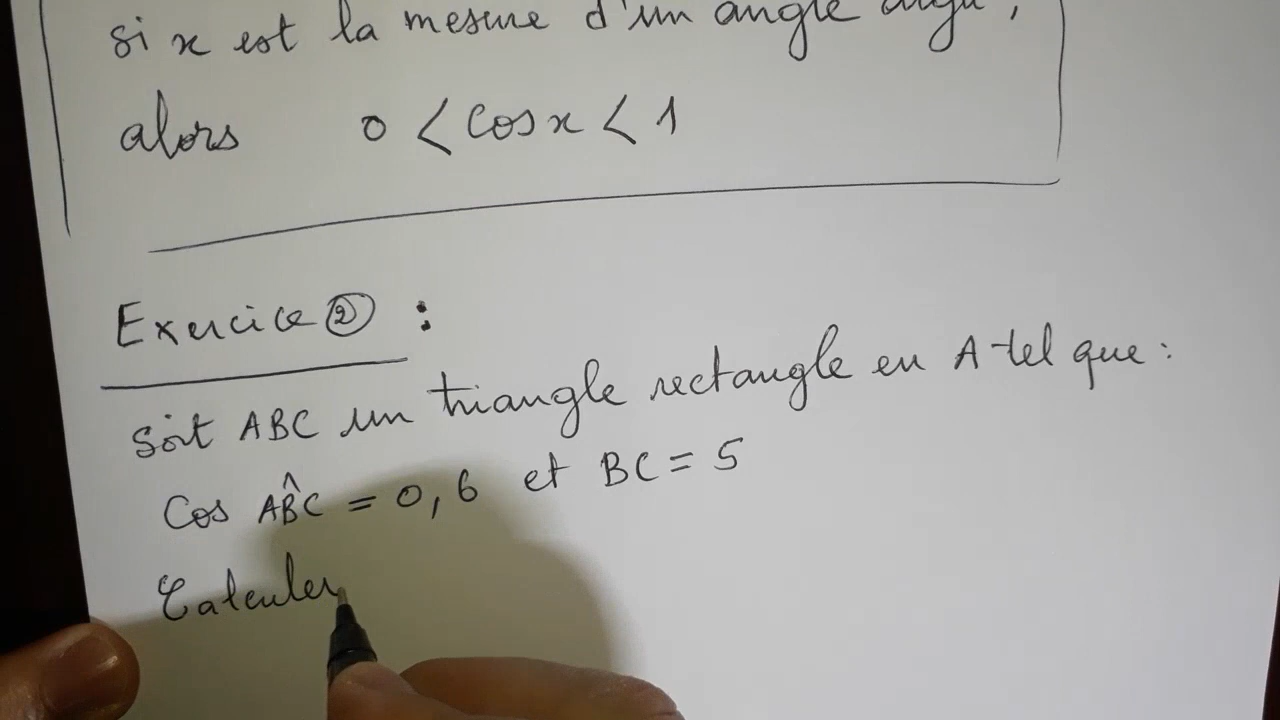 si x est la mesure d'un angle aigu,
alors 0 < cos x < 1
Exercice ② :
Soit ABC un triangle rectangle en A tel que :
Cos AB̂C = 0,6 et BC = 5
Calculer